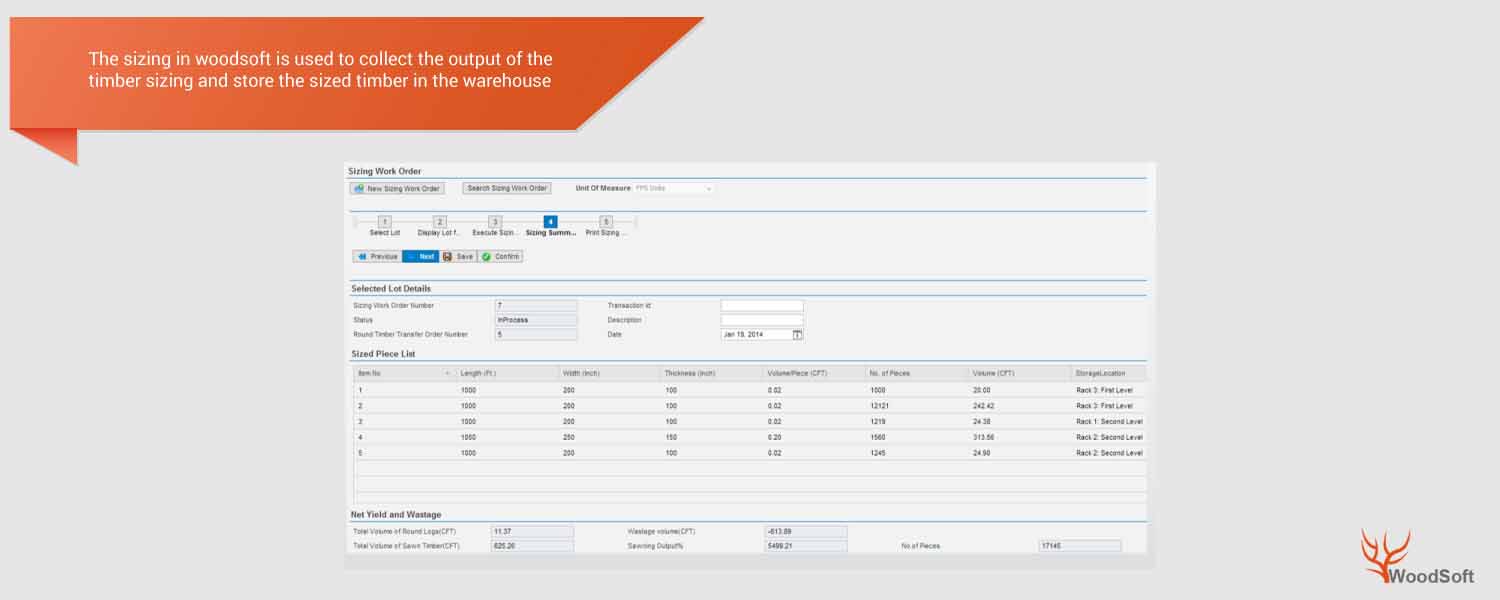 The sizing in woodsoft is used to collect the output of the
timber sizing and store the sized timber in the warehouse
Sizing Work Order
New Sizing Work Order Search Sizing Work Order Unit Of Measure FPS Units
1 2 3 4 5
Select Lot Display Lot f... Execute Sizin... Sizing Summ... Print Sizing ...
Previous Next Save Confirm
Selected Lot Details
Sizing Work Order Number 7 Transaction Id
Status InProcess Description
Round Timber Transfer Order Number 5 Date Jan 19, 2014
Sized Piece List
Item No Length (Ft.) Width (Inch) Thickness (Inch) Volume/Piece (CFT) No. of Pieces Volume (CFT) StorageLocation
1 1000 200 100 0.02 1000 20.00 Rack 3: First Level
2 1000 200 100 0.02 12121 242.42 Rack 3: First Level
3 1000 200 100 0.02 1219 24.38 Rack 1: Second Level
4 1000 250 150 0.20 1560 313.56 Rack 2: Second Level
5 1000 200 100 0.02 1245 24.90 Rack 2: Second Level
Net Yield and Wastage
Total Volume of Round Logs(CFT) 11.37 Wastage volume(CFT) -613.89
Total Volume of Sawn Timber(CFT) 625.26 Sawning Output% 5499.21 No of Pieces 17145
WoodSoft